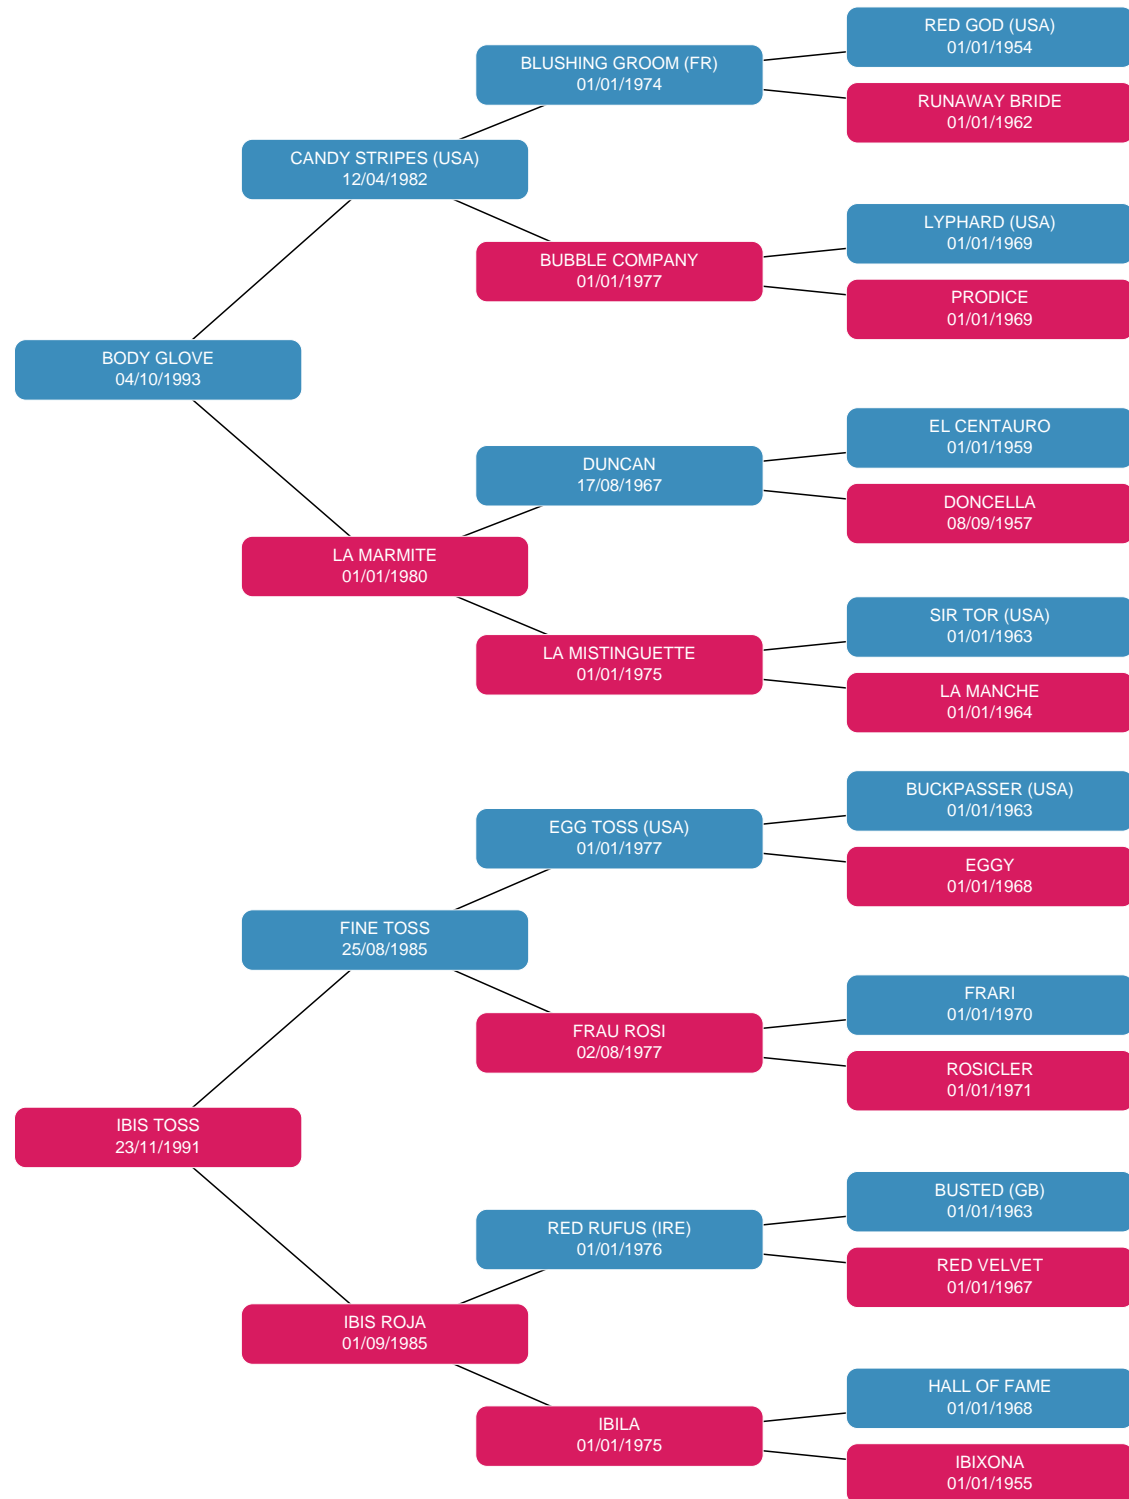 RED GOD (USA)
01/01/1954
BLUSHING GROOM (FR)
01/01/1974
RUNAWAY BRIDE
01/01/1962
CANDY STRIPES (USA)
12/04/1982
LYPHARD (USA)
01/01/1969
BUBBLE COMPANY
01/01/1977
PRODICE
01/01/1969
BODY GLOVE
04/10/1993
EL CENTAURO
01/01/1959
DUNCAN
17/08/1967
DONCELLA
08/09/1957
LA MARMITE
01/01/1980
SIR TOR (USA)
01/01/1963
LA MISTINGUETTE
01/01/1975
LA MANCHE
01/01/1964
BUCKPASSER (USA)
01/01/1963
EGG TOSS (USA)
01/01/1977
EGGY
01/01/1968
FINE TOSS
25/08/1985
FRARI
01/01/1970
FRAU ROSI
02/08/1977
ROSICLER
01/01/1971
IBIS TOSS
23/11/1991
BUSTED (GB)
01/01/1963
RED RUFUS (IRE)
01/01/1976
RED VELVET
01/01/1967
IBIS ROJA
01/09/1985
HALL OF FAME
01/01/1968
IBILA
01/01/1975
IBIXONA
01/01/1955